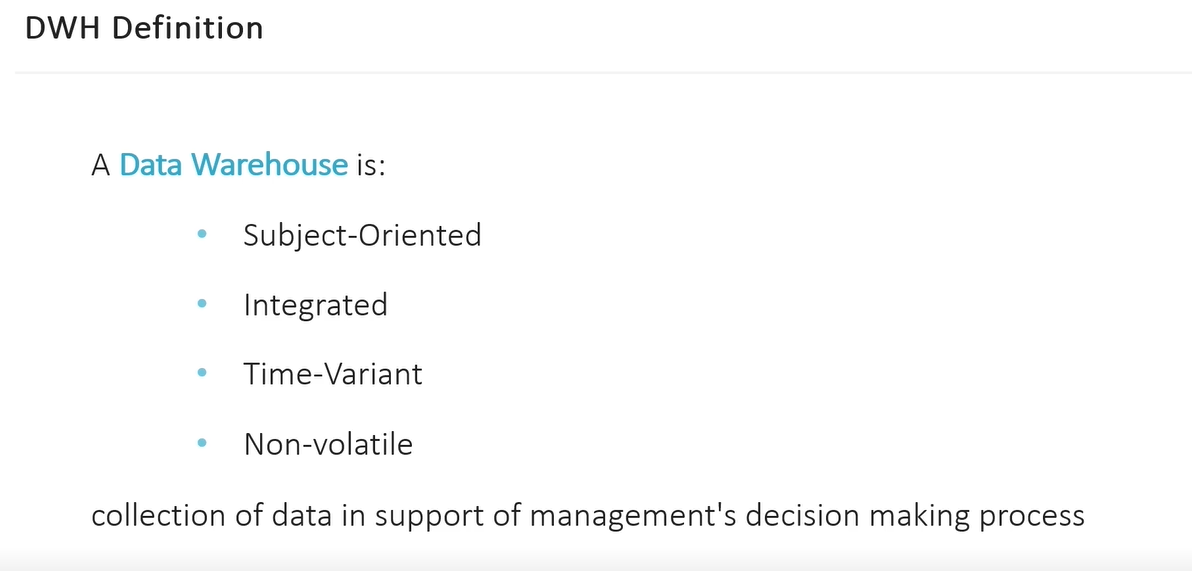 DWH Definition
A Data Warehouse is:
• Subject-Oriented
• Integrated
• Time-Variant
• Non-volatile
collection of data in support of management's decision making process